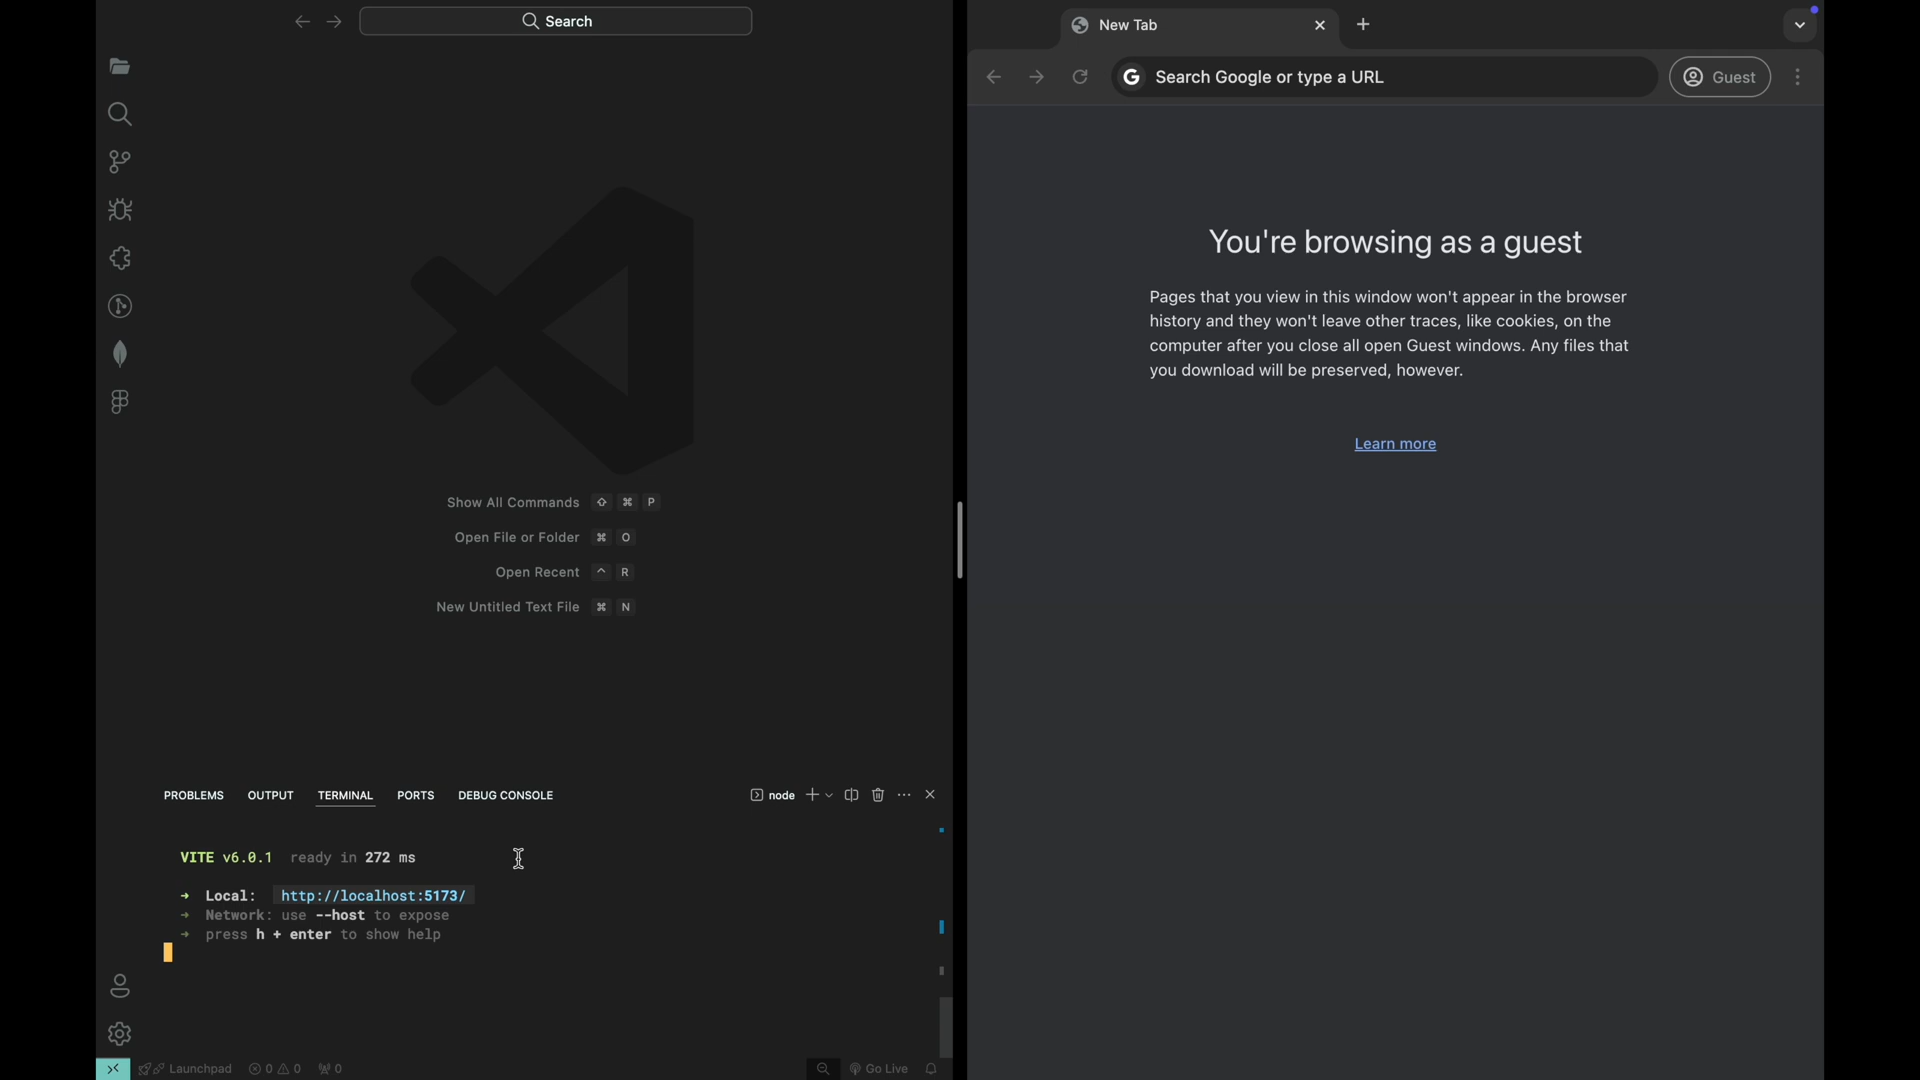 Search
Show All Commands ⇧ ⌘ P
Open File or Folder ⌘ O
Open Recent ^ R
New Untitled Text File ⌘ N
PROBLEMS OUTPUT TERMINAL PORTS DEBUG CONSOLE
node
VITE v6.0.1 ready in 272 ms
➜ Local: http://localhost:5173/
➜ Network: use --host to expose
➜ press h + enter to show help
Launchpad 0 0 0
Go Live
New Tab
G Search Google or type a URL
Guest
You're browsing as a guest
Pages that you view in this window won't appear in the browser
history and they won't leave other traces, like cookies, on the
computer after you close all open Guest windows. Any files that
you download will be preserved, however.
Learn more